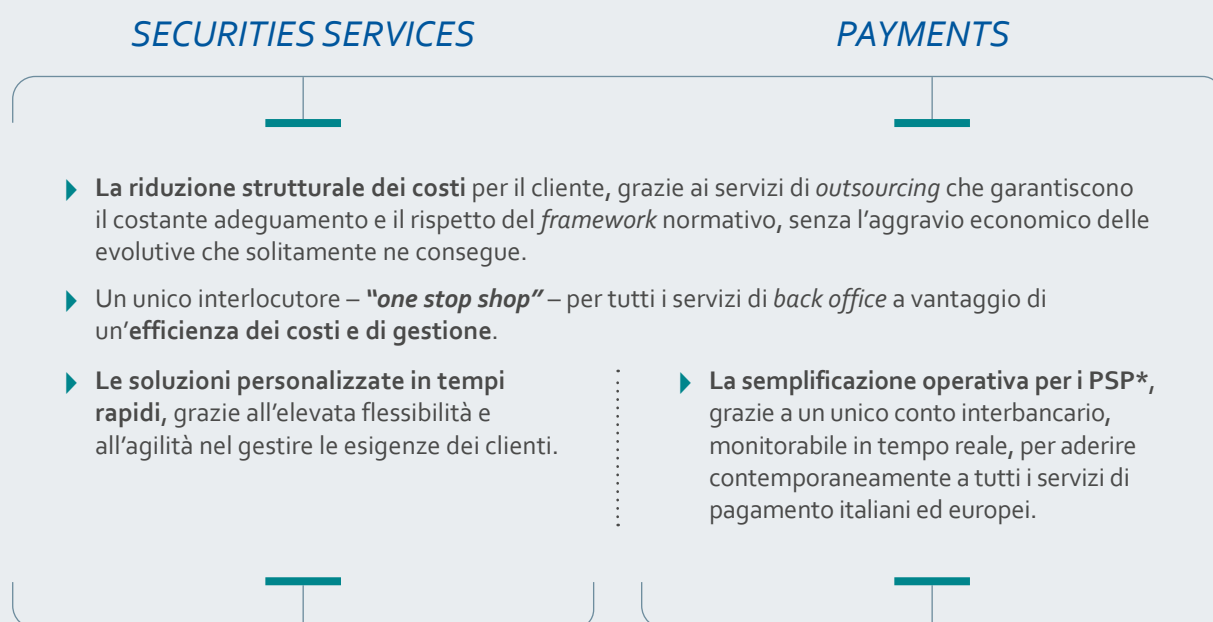 SECURITIES SERVICES
PAYMENTS
La riduzione strutturale dei costi per il cliente, grazie ai servizi di outsourcing che garantiscono
il costante adeguamento e il rispetto del framework normativo, senza l'aggravio economico delle
evolutive che solitamente ne consegue.
Un unico interlocutore – "one stop shop" – per tutti i servizi di back office a vantaggio di
un'efficienza dei costi e di gestione.
Le soluzioni personalizzate in tempi
rapidi, grazie all'elevata flessibilità e
all'agilità nel gestire le esigenze dei clienti.
La semplificazione operativa per i PSP*,
grazie a un unico conto interbancario,
monitorabile in tempo reale, per aderire
contemporaneamente a tutti i servizi di
pagamento italiani ed europei.